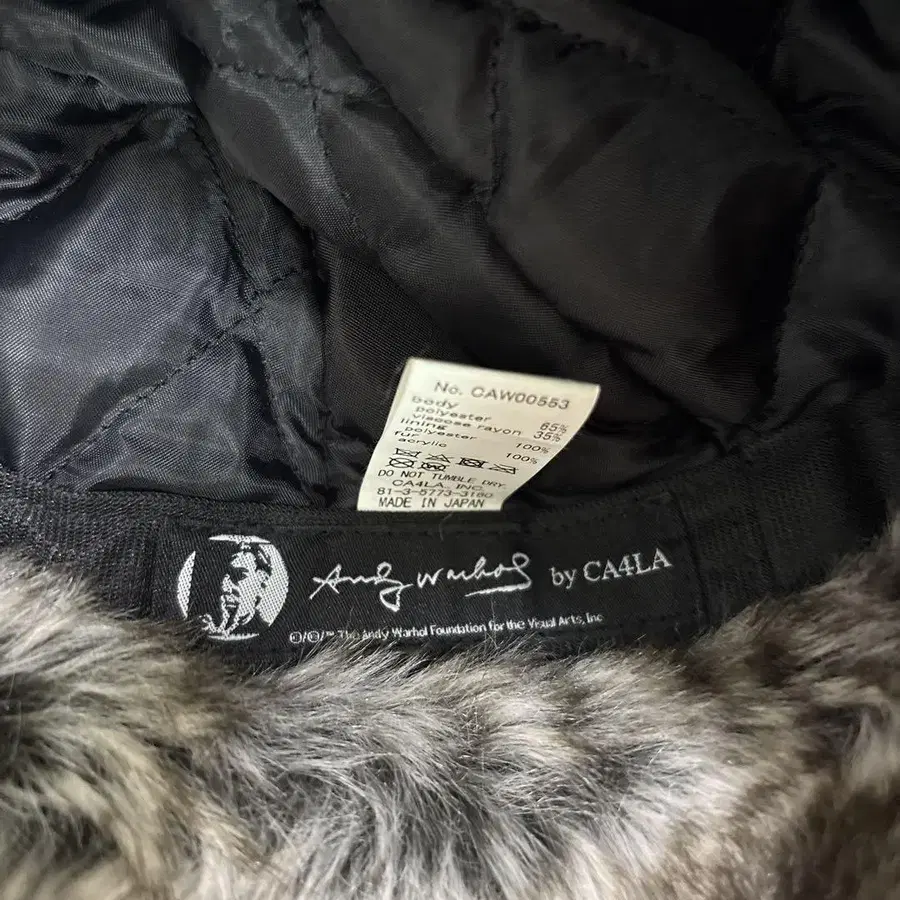 No. CAW00553
body
polyester 65%
viscose rayon 35%
lining
polyester 100%
fur
acrylic 100%
DO NOT TUMBLE DRY.
CA4LA, INC.
81-3-5773-3160
MADE IN JAPAN
Andy Warhol by CA4LA
©/®/™ The Andy Warhol Foundation for the Visual Arts, Inc